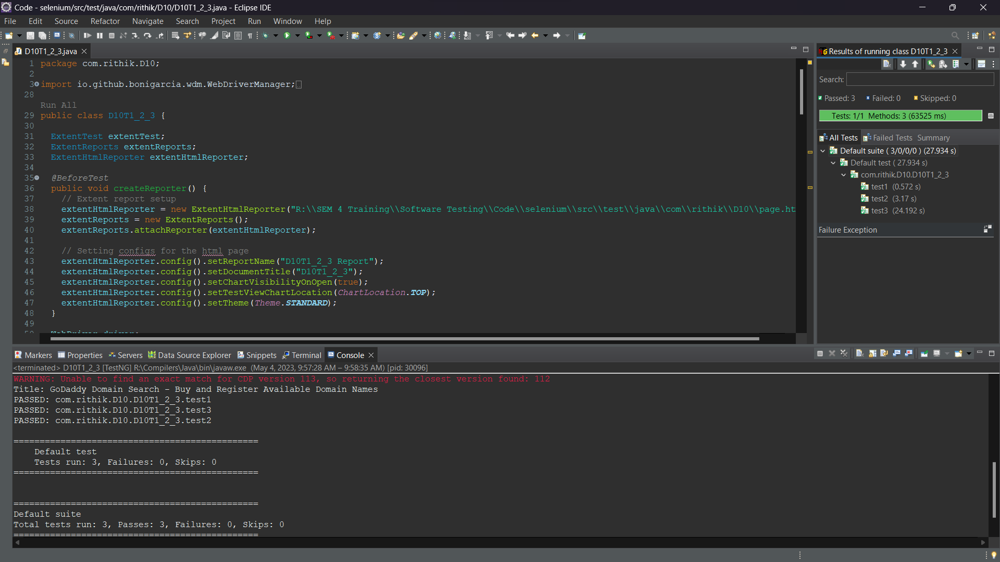 Code - selenium/src/test/java/com/rithik/D10/D10T1_2_3.java - Eclipse IDE
File Edit Source Refactor Navigate Search Project Run Window Help
D10T1_2_3.java
1 package com.rithik.D10;
2
3 import io.github.bonigarcia.wdm.WebDriverManager;
28
Run All
29 public class D10T1_2_3 {
30
31 ExtentTest extentTest;
32 ExtentReports extentReports;
33 ExtentHtmlReporter extentHtmlReporter;
34
35 @BeforeTest
36 public void createReporter() {
37 // Extent report setup
38 extentHtmlReporter = new ExtentHtmlReporter("R:\\SEM 4 Training\\Software Testing\\Code\\selenium\\src\\test\\java\\com\\rithik\\D10\\page.ht
39 extentReports = new ExtentReports();
40 extentReports.attachReporter(extentHtmlReporter);
41
42 // Setting configs for the html page
43 extentHtmlReporter.config().setReportName("D10T1_2_3 Report");
44 extentHtmlReporter.config().setDocumentTitle("D10T1_2_3");
45 extentHtmlReporter.config().setChartVisibilityOnOpen(true);
46 extentHtmlReporter.config().setTestViewChartLocation(ChartLocation.TOP);
47 extentHtmlReporter.config().setTheme(Theme.STANDARD);
48 }
49
Results of running class D10T1_2_3
Search:
Passed: 3 Failed: 0 Skipped: 0
Tests: 1/1 Methods: 3 (63525 ms)
All Tests Failed Tests Summary
Default suite ( 3/0/0/0 ) (27.934 s)
Default test ( 27.934 s)
com.rithik.D10.D10T1_2_3
test1 (0.572 s)
test2 (3.17 s)
test3 (24.192 s)
Failure Exception
Markers Properties Servers Data Source Explorer Snippets Terminal Console
<terminated> D10T1_2_3 [TestNG] R:\Compilers\Java\bin\javaw.exe (May 4, 2023, 9:57:28 AM – 9:58:35 AM) [pid: 30096]
WARNING: Unable to find an exact match for CDP version 113, so returning the closest version found: 112
Title: GoDaddy Domain Search - Buy and Register Available Domain Names
PASSED: com.rithik.D10.D10T1_2_3.test1
PASSED: com.rithik.D10.D10T1_2_3.test3
PASSED: com.rithik.D10.D10T1_2_3.test2
===============================================
Default test
Tests run: 3, Failures: 0, Skips: 0
===============================================
===============================================
Default suite
Total tests run: 3, Passes: 3, Failures: 0, Skips: 0
===============================================